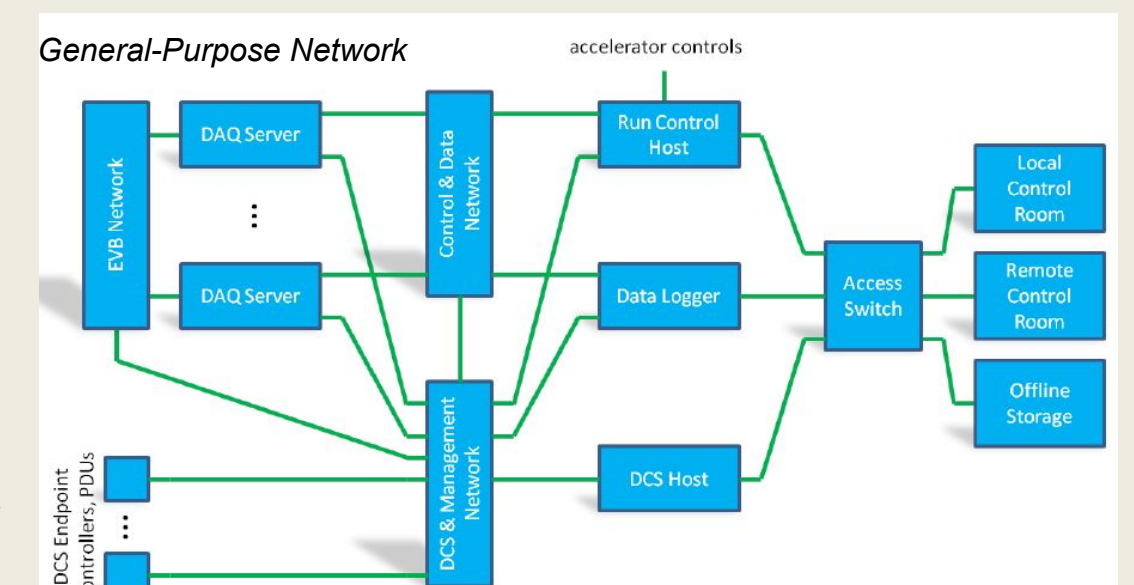 General-Purpose Network
accelerator controls
EVB Network
DAQ Server
...
DAQ Server
Control & Data
Network
Run Control
Host
Data Logger
Access
Switch
Local
Control
Room
Remote
Control
Room
Offline
Storage
DCS & Management
Network
DCS Host
DCS Endpoint
ontrollers, PDUs
...